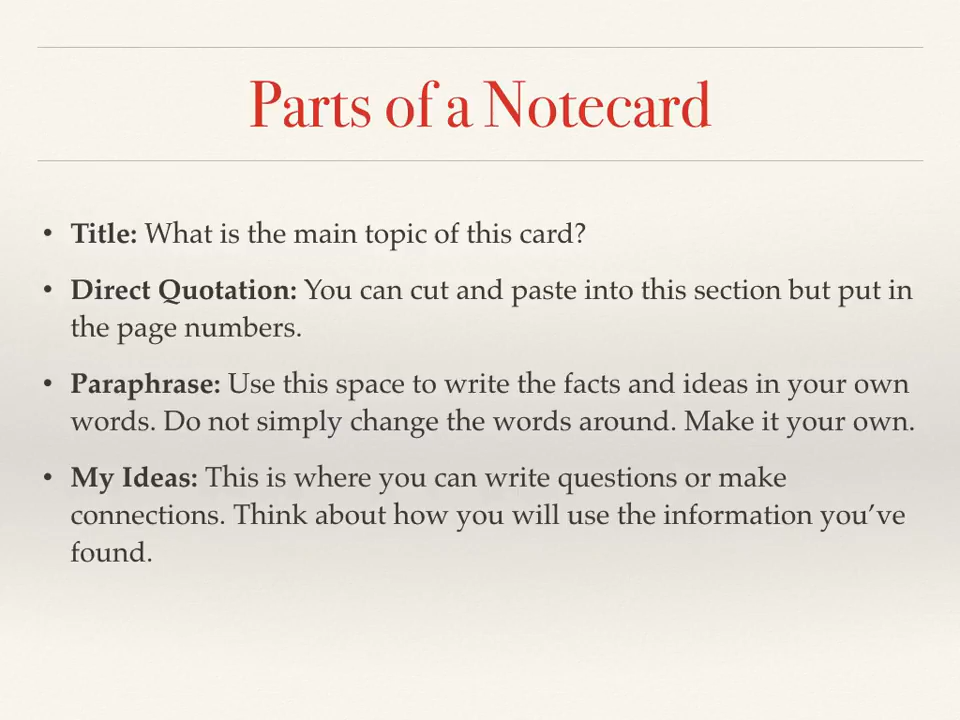 Parts of a Notecard
• Title: What is the main topic of this card?
• Direct Quotation: You can cut and paste into this section but put in
the page numbers.
• Paraphrase: Use this space to write the facts and ideas in your own
words. Do not simply change the words around. Make it your own.
• My Ideas: This is where you can write questions or make
connections. Think about how you will use the information you’ve
found.